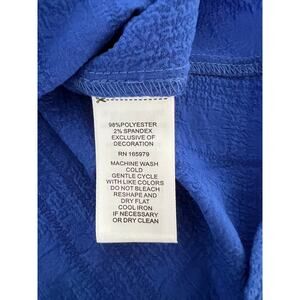 98%POLYESTER
2% SPANDEX
EXCLUSIVE OF
DECORATION
RN 165979
MACHINE WASH
COLD
GENTLE CYCLE
WITH LIKE COLORS
DO NOT BLEACH
RESHAPE AND
DRY FLAT
COOL IRON
IF NECESSARY
OR DRY CLEAN